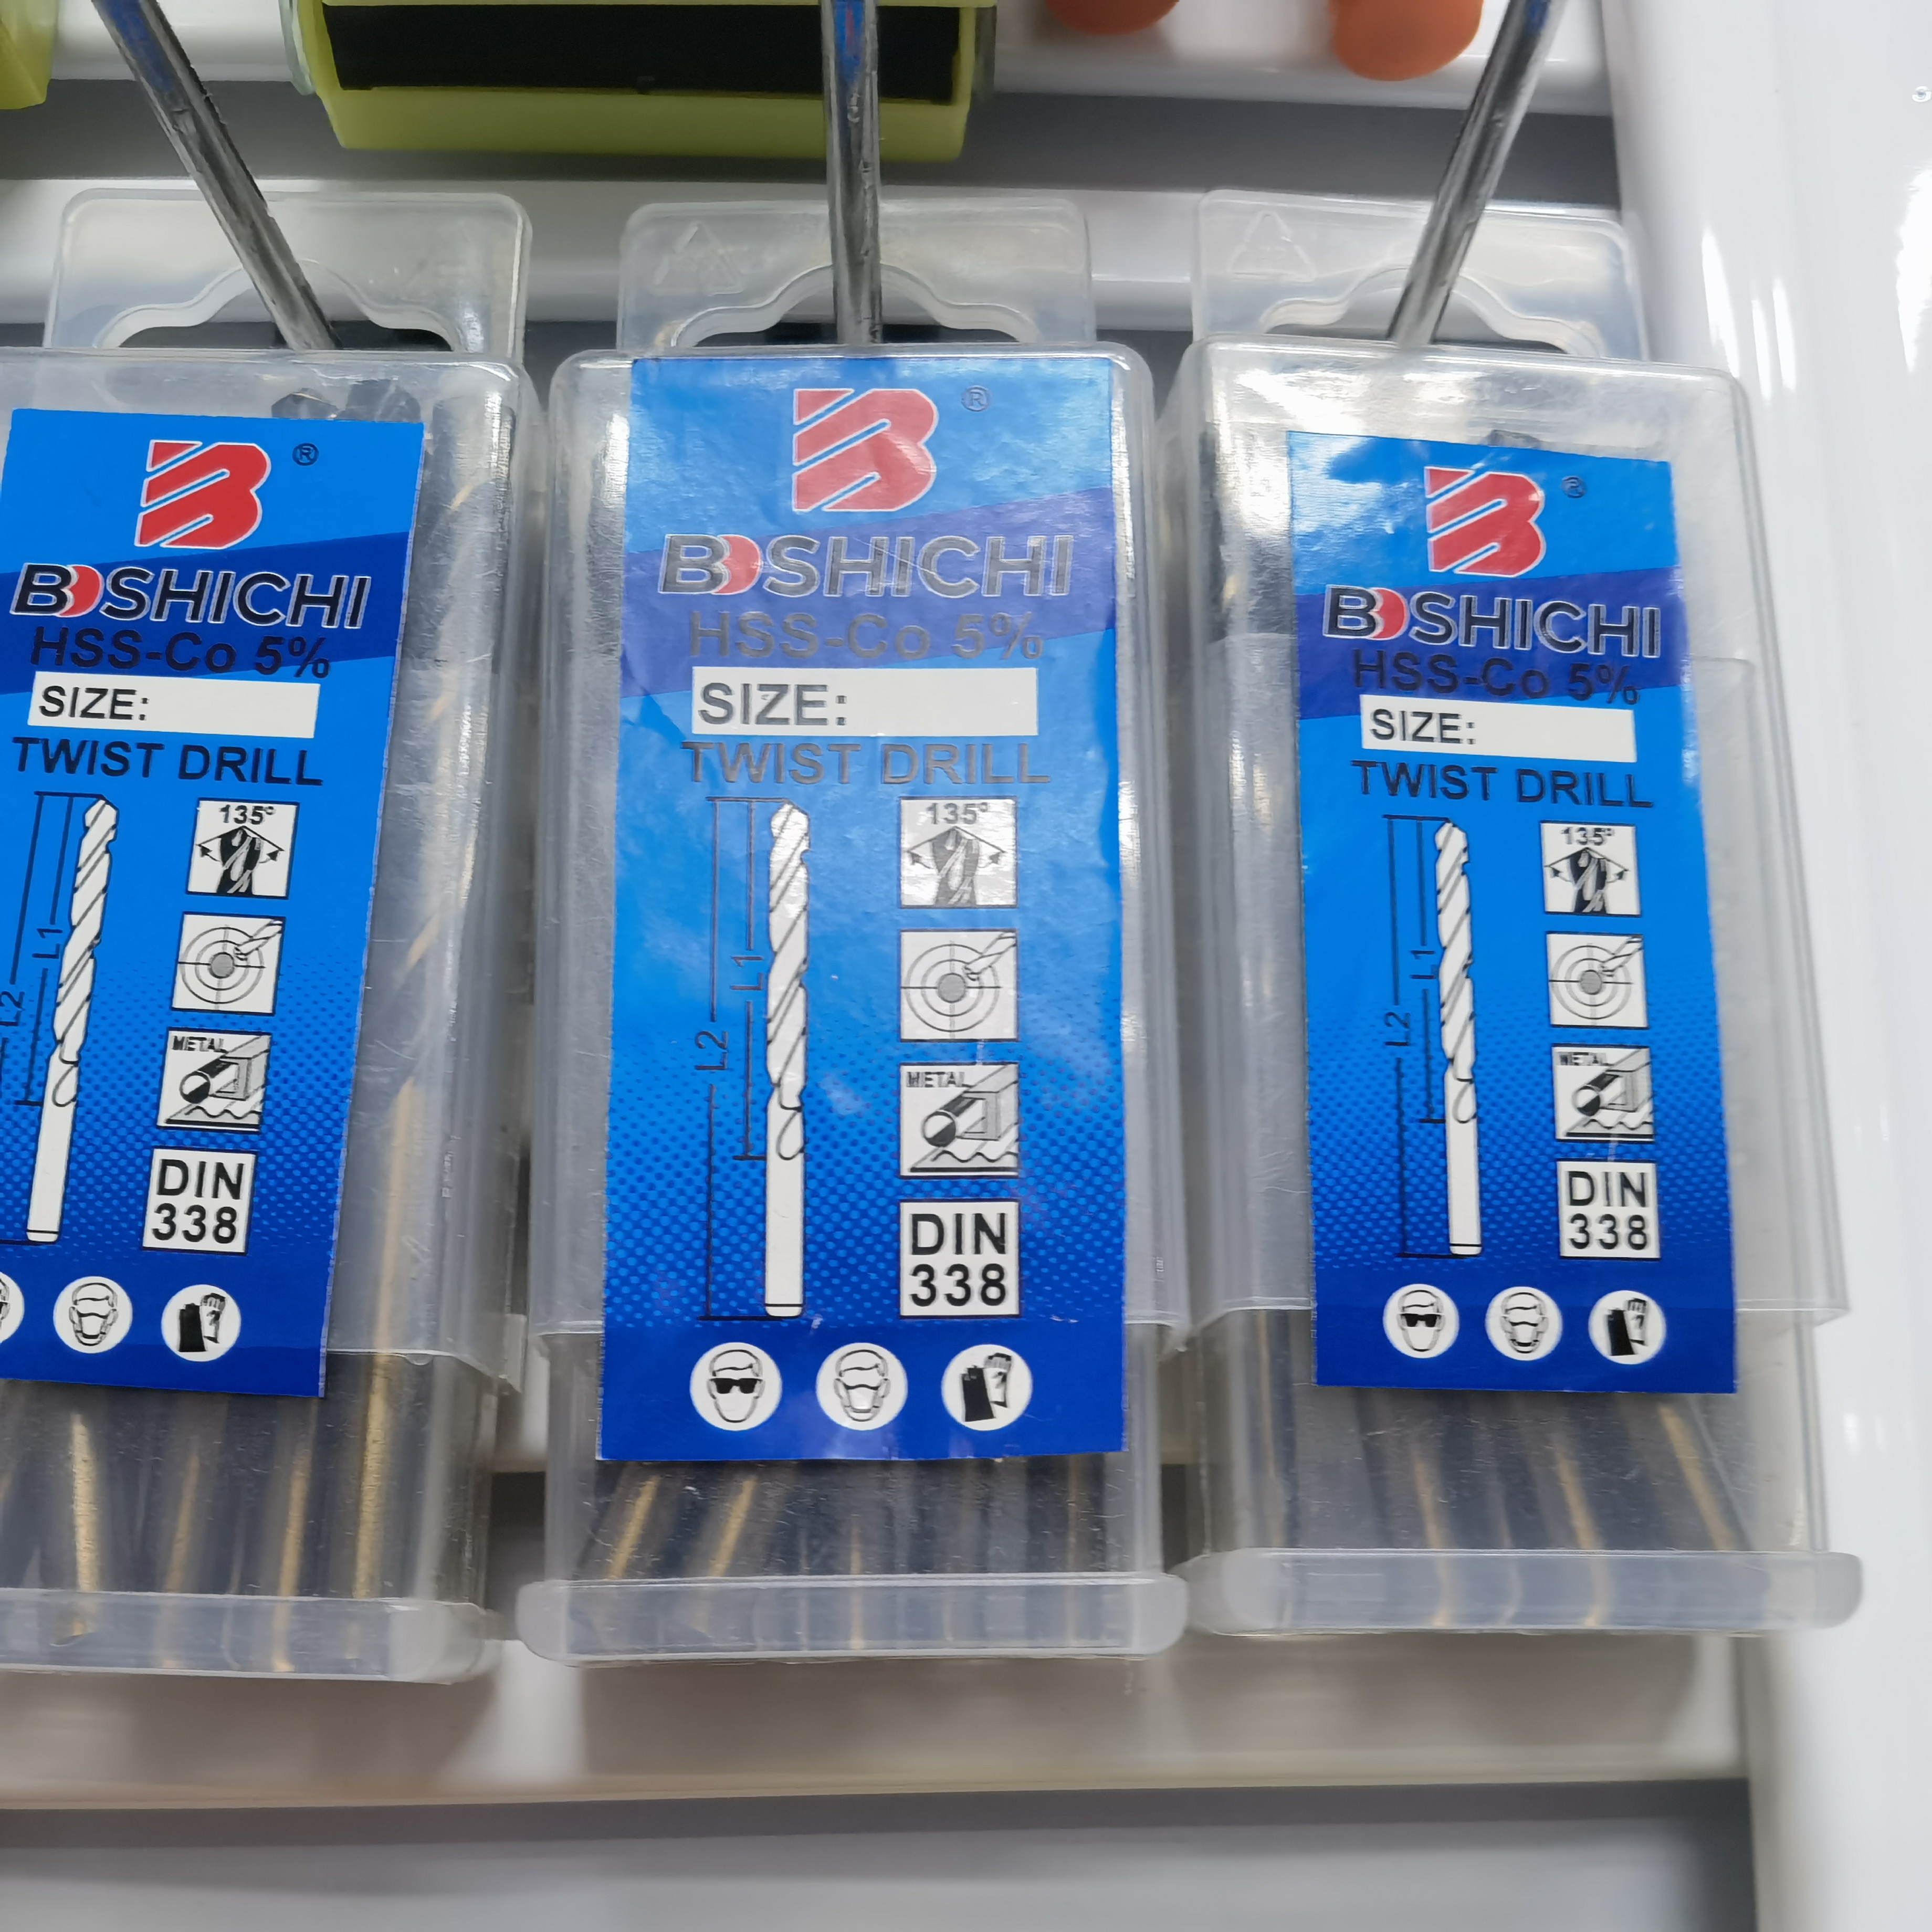 B ®
BOSHICHI
HSS-Co 5%
SIZE:
TWIST DRILL
135°
L1
L2
METAL
DIN
338
B ®
BOSHICHI
HSS-Co 5%
SIZE:
TWIST DRILL
135°
L1
L2
METAL
DIN
338
B ®
BOSHICHI
HSS-Co 5%
SIZE:
TWIST DRILL
135°
L1
L2
METAL
DIN
338